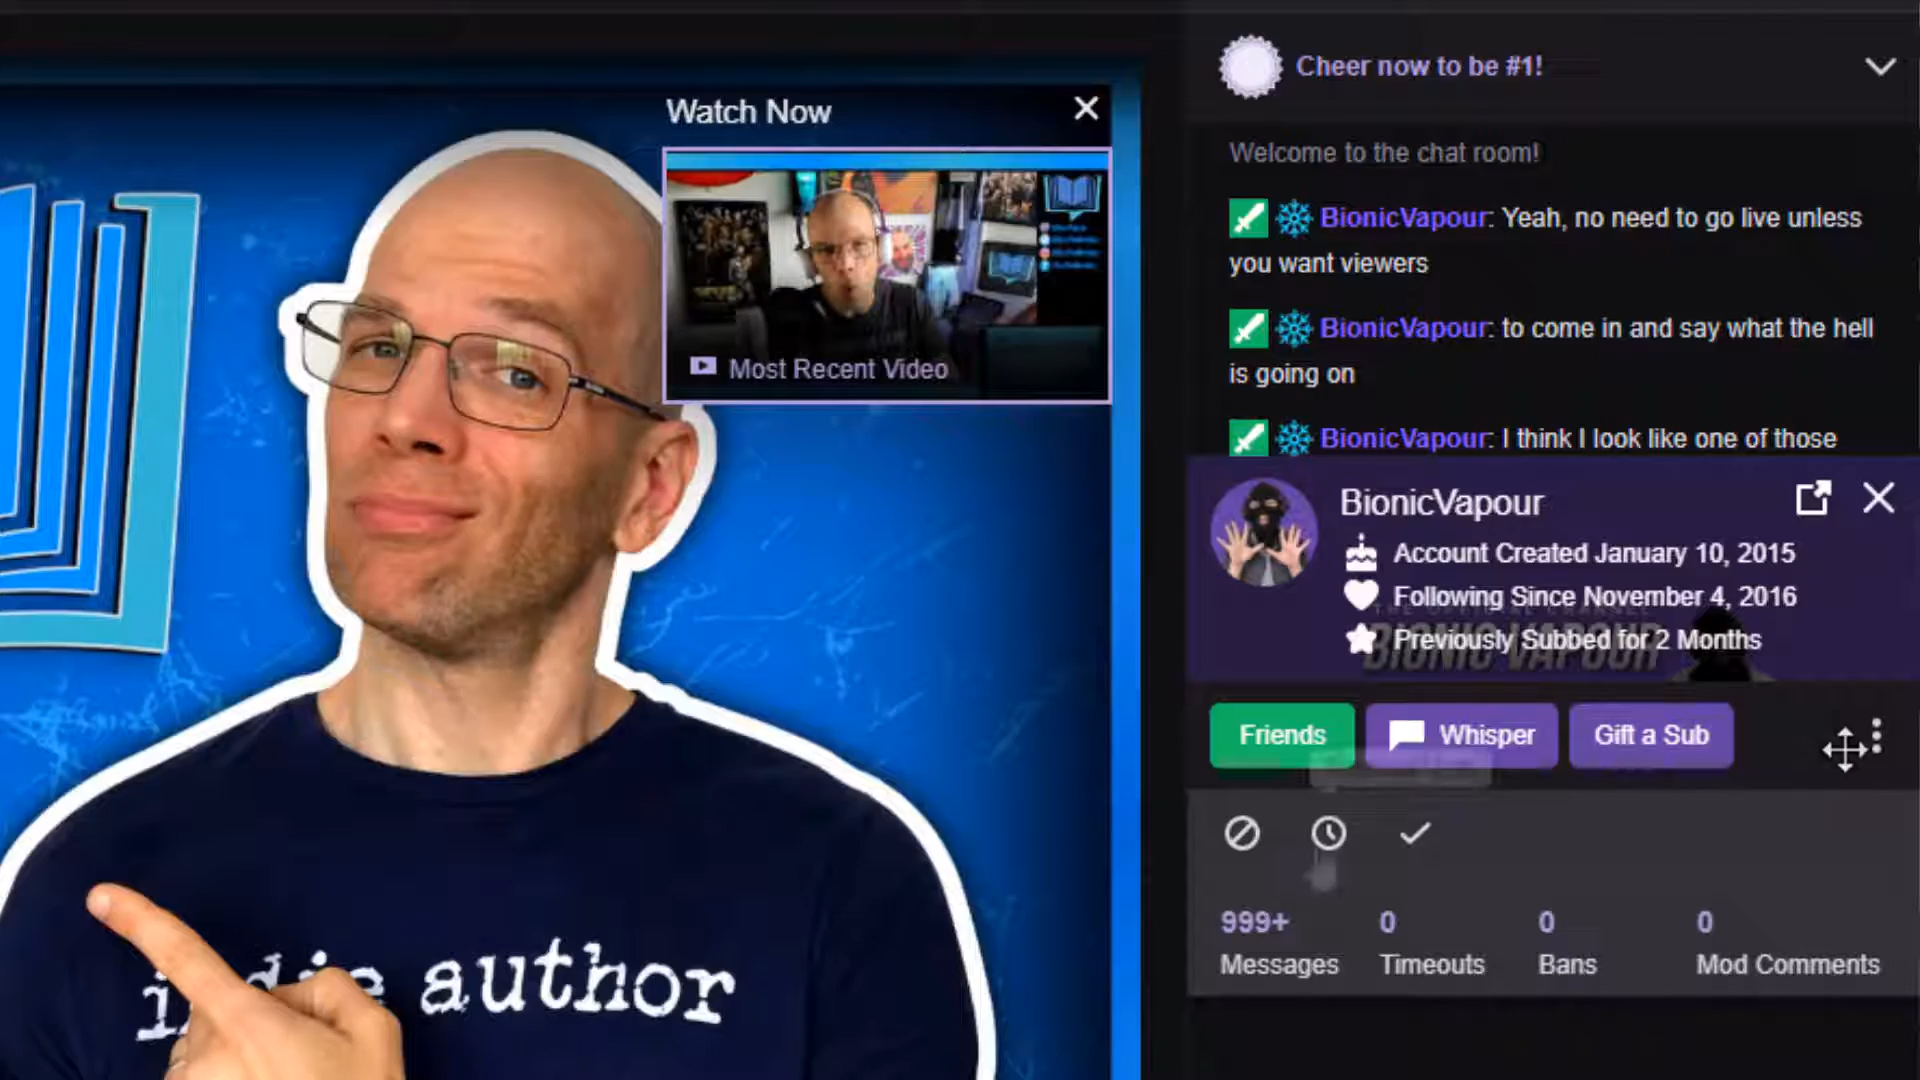 Cheer now to be #1!
Watch Now
Welcome to the chat room!
BionicVapour: Yeah, no need to go live unless
you want viewers
BionicVapour: to come in and say what the hell
is going on
Most Recent Video
BionicVapour: I think I look like one of those
BionicVapour
Account Created January 10, 2015
Following Since November 4, 2016
Previously Subbed for 2 Months
BIONIC VAPOUR
Friends
Whisper
Gift a Sub
999+
0
0
0
Messages
Timeouts
Bans
Mod Comments
indie author